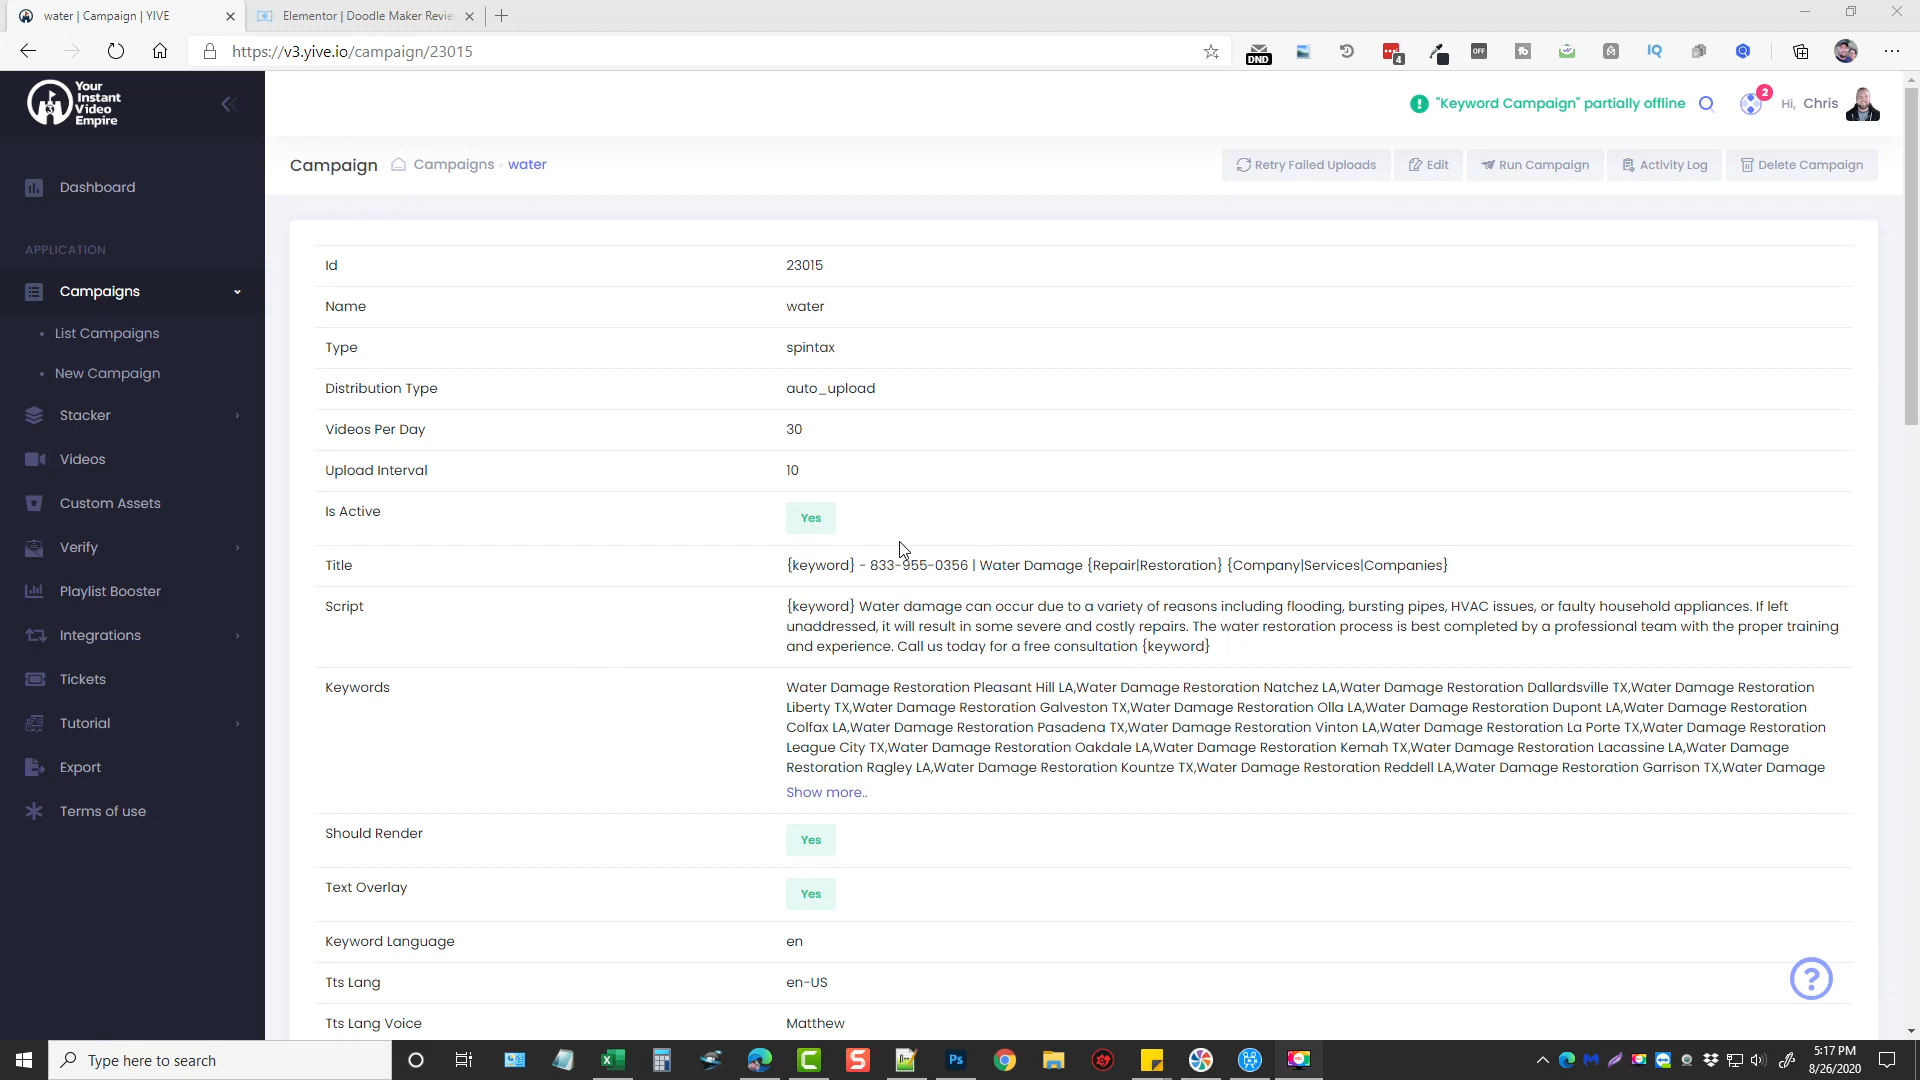 water | Campaign | YIVE
Elementor | Doodle Maker Revie
https://v3.yive.io/campaign/23015
DND
4
OFF
IQ
Your
Instant
Video
Empire
"Keyword Campaign" partially offline
2
Hi, Chris
Campaign
Campaigns
water
Retry Failed Uploads
Edit
Run Campaign
Activity Log
Delete Campaign
Dashboard
APPLICATION
Campaigns
List Campaigns
New Campaign
Stacker
Videos
Custom Assets
Verify
Playlist Booster
Integrations
Tickets
Tutorial
Export
Terms of use
Id
23015
Name
water
Type
spintax
Distribution Type
auto_upload
Videos Per Day
30
Upload Interval
10
Is Active
Yes
Title
{keyword} - 833-955-0356 | Water Damage {Repair|Restoration} {Company|Services|Companies}
Script
{keyword} Water damage can occur due to a variety of reasons including flooding, bursting pipes, HVAC issues, or faulty household appliances. If left
unaddressed, it will result in some severe and costly repairs. The water restoration process is best completed by a professional team with the proper training
and experience. Call us today for a free consultation {keyword}
Keywords
Water Damage Restoration Pleasant Hill LA,Water Damage Restoration Natchez LA,Water Damage Restoration Dallardsville TX,Water Damage Restoration
Liberty TX,Water Damage Restoration Galveston TX,Water Damage Restoration Olla LA,Water Damage Restoration Dupont LA,Water Damage Restoration
Colfax LA,Water Damage Restoration Pasadena TX,Water Damage Restoration Vinton LA,Water Damage Restoration La Porte TX,Water Damage Restoration
League City TX,Water Damage Restoration Oakdale LA,Water Damage Restoration Kemah TX,Water Damage Restoration Lacassine LA,Water Damage
Restoration Ragley LA,Water Damage Restoration Kountze TX,Water Damage Restoration Reddell LA,Water Damage Restoration Garrison TX,Water Damage
Show more..
Should Render
Yes
Text Overlay
Yes
Keyword Language
en
Tts Lang
en-US
Tts Lang Voice
Matthew
?
Type here to search
Ps
5:17 PM
8/26/2020